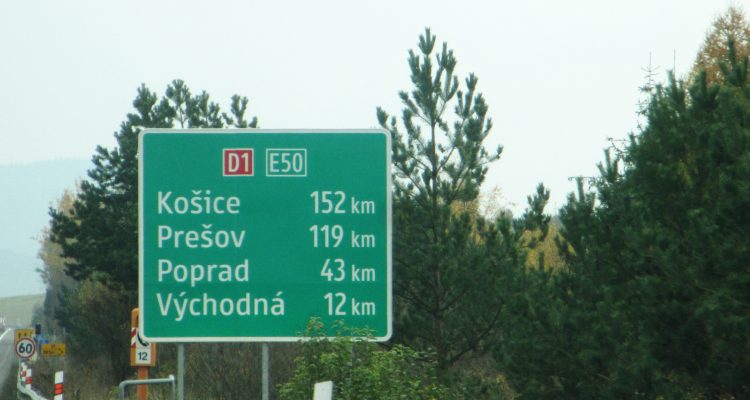 D1 E50
Košice 152 km
Prešov 119 km
Poprad 43 km
Východná 12 km
12
60